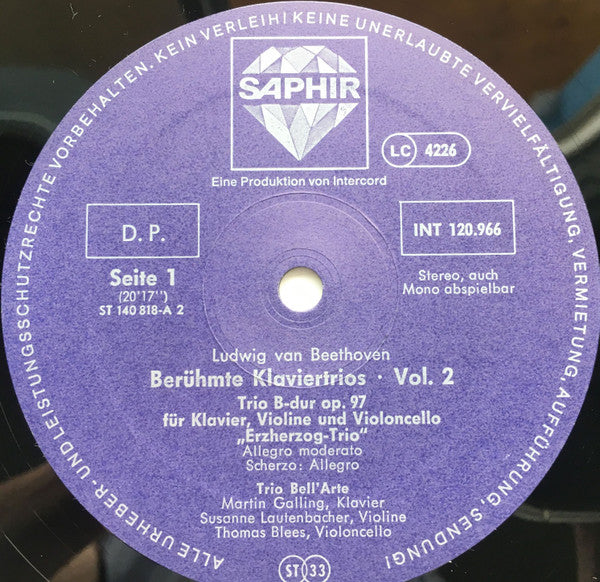 ALLE URHEBER- UND LEISTUNGSSCHUTZRECHTE VORBEHALTEN. KEIN VERLEIH! KEINE UNERLAUBTE VERVIELFÄLTIGUNG, VERMIETUNG, AUFFÜHRUNG, SENDUNG!
SAPHIR
LC 4226
Eine Produktion von Intercord
D. P.
INT 120.966
Seite 1
(20'17'')
ST 140 818-A 2
Stereo, auch
Mono abspielbar
Ludwig van Beethoven
Berühmte Klaviertrios · Vol. 2
Trio B-dur op. 97
für Klavier, Violine und Violoncello
„Erzherzog-Trio"
Allegro moderato
Scherzo: Allegro
Trio Bell'Arte
Martin Galling, Klavier
Susanne Lautenbacher, Violine
Thomas Blees, Violoncello
ST 33